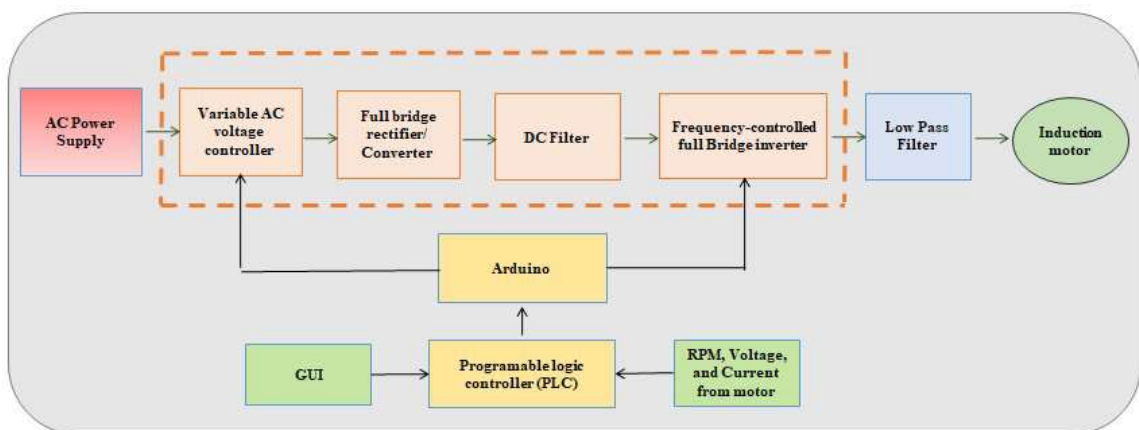 AC Power
Supply
Variable AC
voltage
controller
Full bridge
rectifier/
Converter
DC Filter
Frequency-controlled
full Bridge inverter
Low Pass
Filter
Induction
motor
Arduino
GUI
Programable logic
controller (PLC)
RPM, Voltage,
and Current
from motor